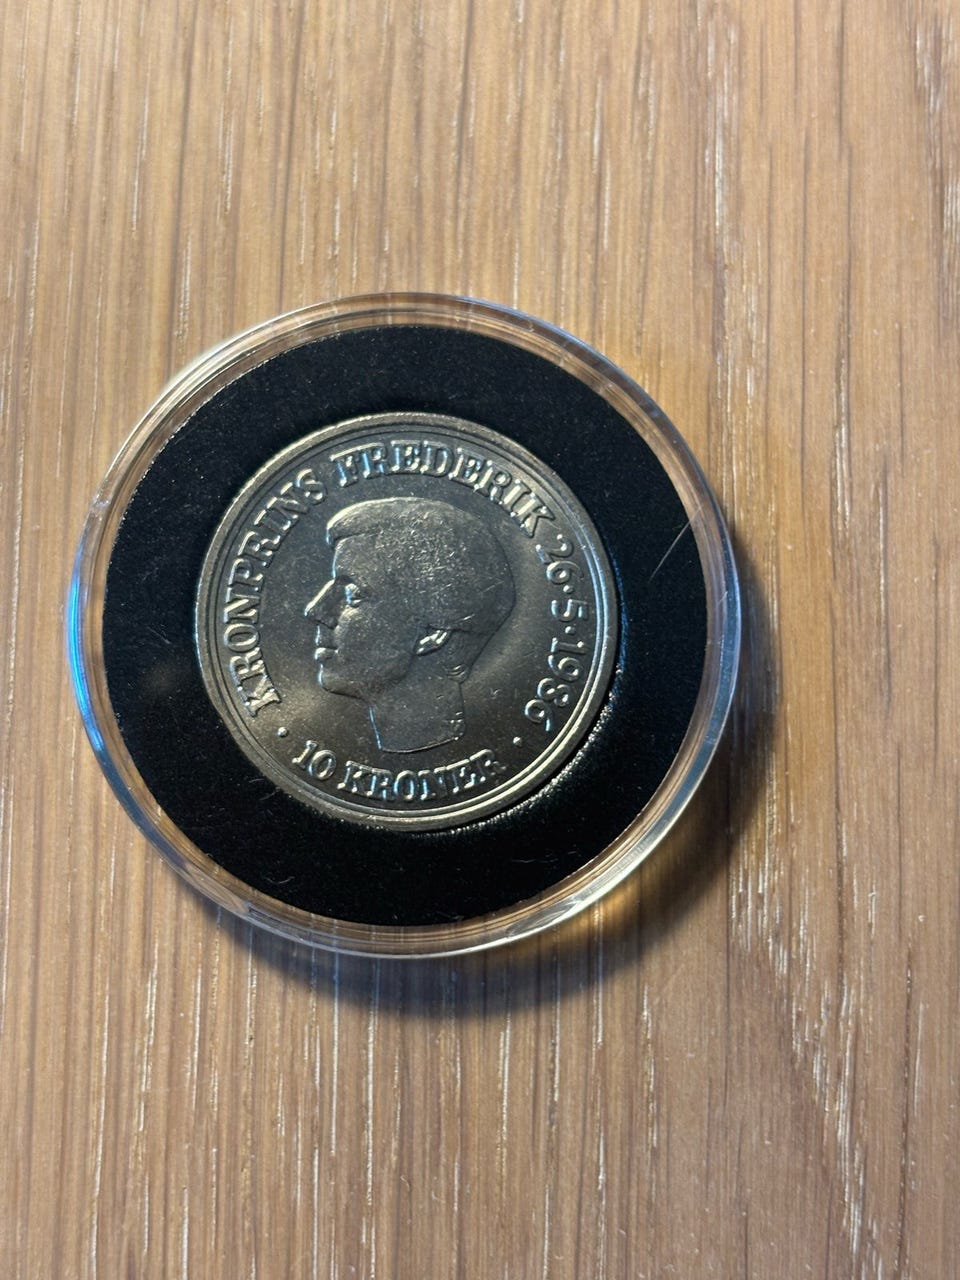 KRONPRINS FREDERIK 26·5·1986
· 10 KRONER ·